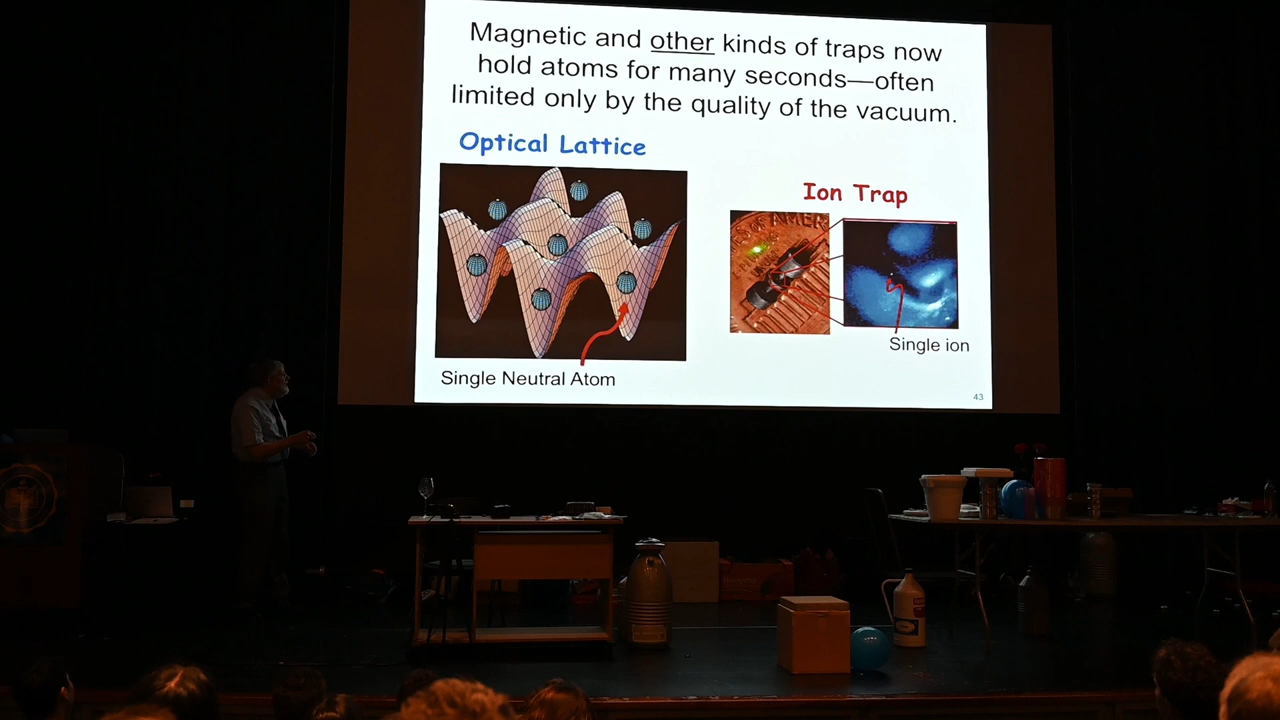 Magnetic and other kinds of traps now
hold atoms for many seconds—often
limited only by the quality of the vacuum.
Optical Lattice
Ion Trap
Single ion
Single Neutral Atom
43